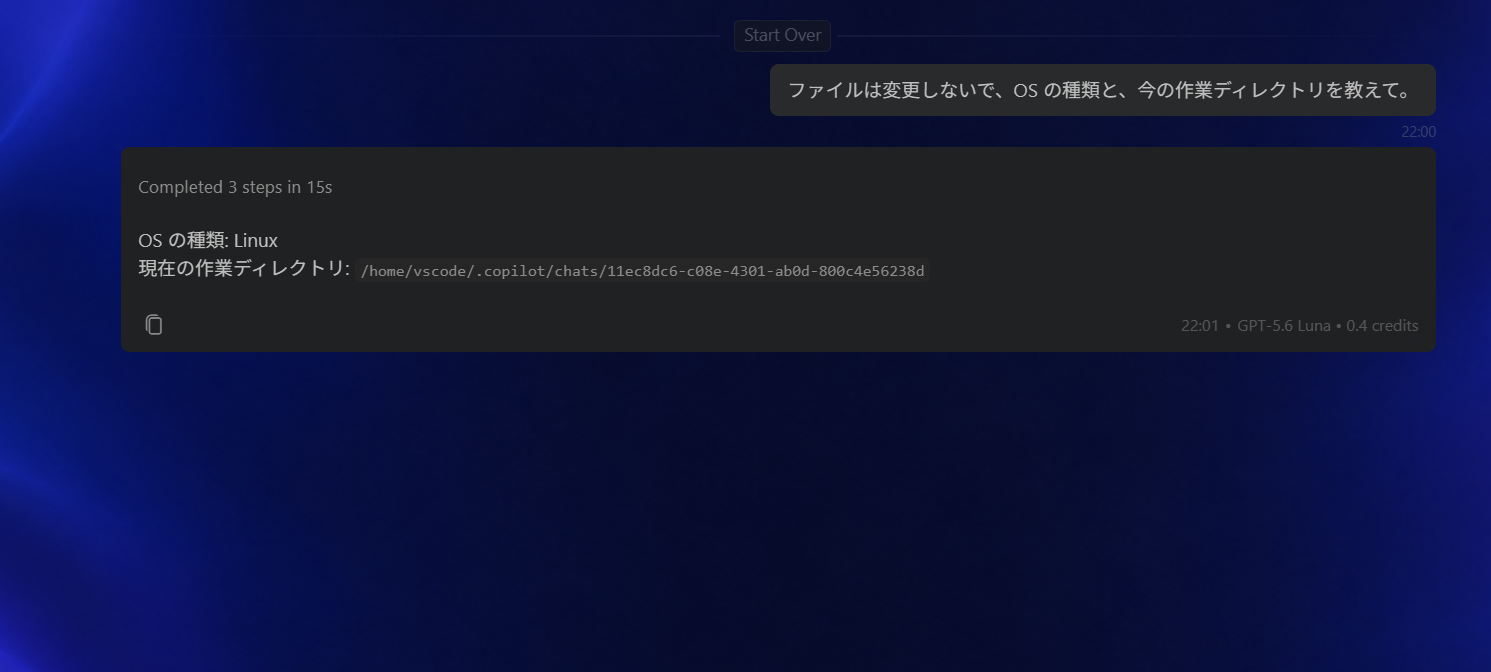 Start Over
ファイルは変更しないで、OS の種類と、今の作業ディレクトリを教えて。
22:00
Completed 3 steps in 15s
OS の種類: Linux
現在の作業ディレクトリ: /home/vscode/.copilot/chats/11ec8dc6-c08e-4301-ab0d-800c4e56238d
22:01 • GPT-5.6 Luna • 0.4 credits